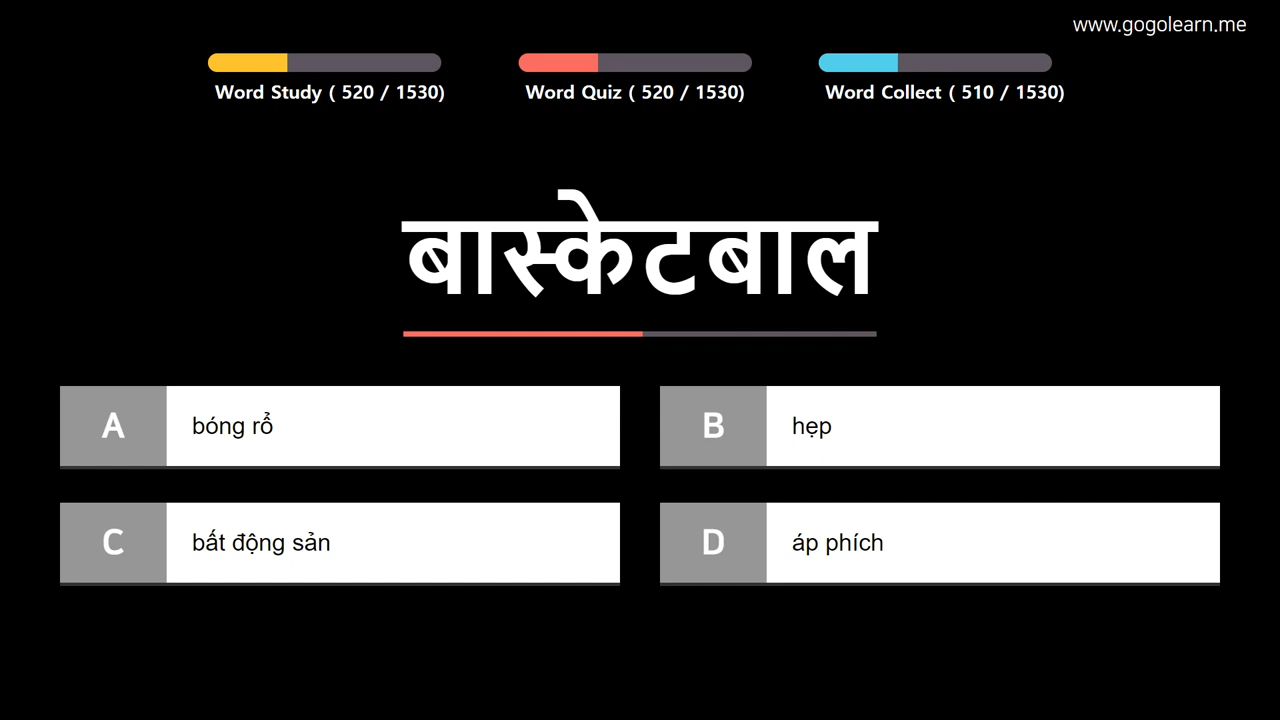 www.gogolearn.me
Word Study ( 520 / 1530)
Word Quiz ( 520 / 1530)
Word Collect ( 510 / 1530)
बास्केटबाल
A bóng rổ
B hẹp
C bất động sản
D áp phích